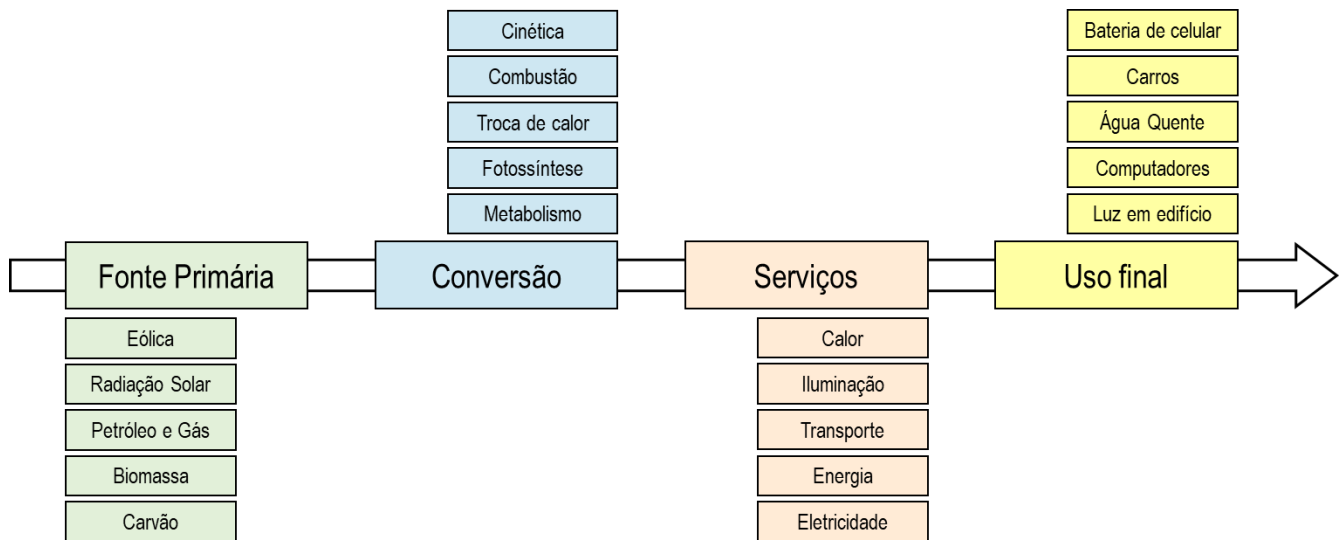 Cinética
Combustão
Troca de calor
Fotossíntese
Metabolismo
Bateria de celular
Carros
Água Quente
Computadores
Luz em edifício
Fonte Primária
Conversão
Serviços
Uso final
Eólica
Radiação Solar
Petróleo e Gás
Biomassa
Carvão
Calor
Iluminação
Transporte
Energia
Eletricidade